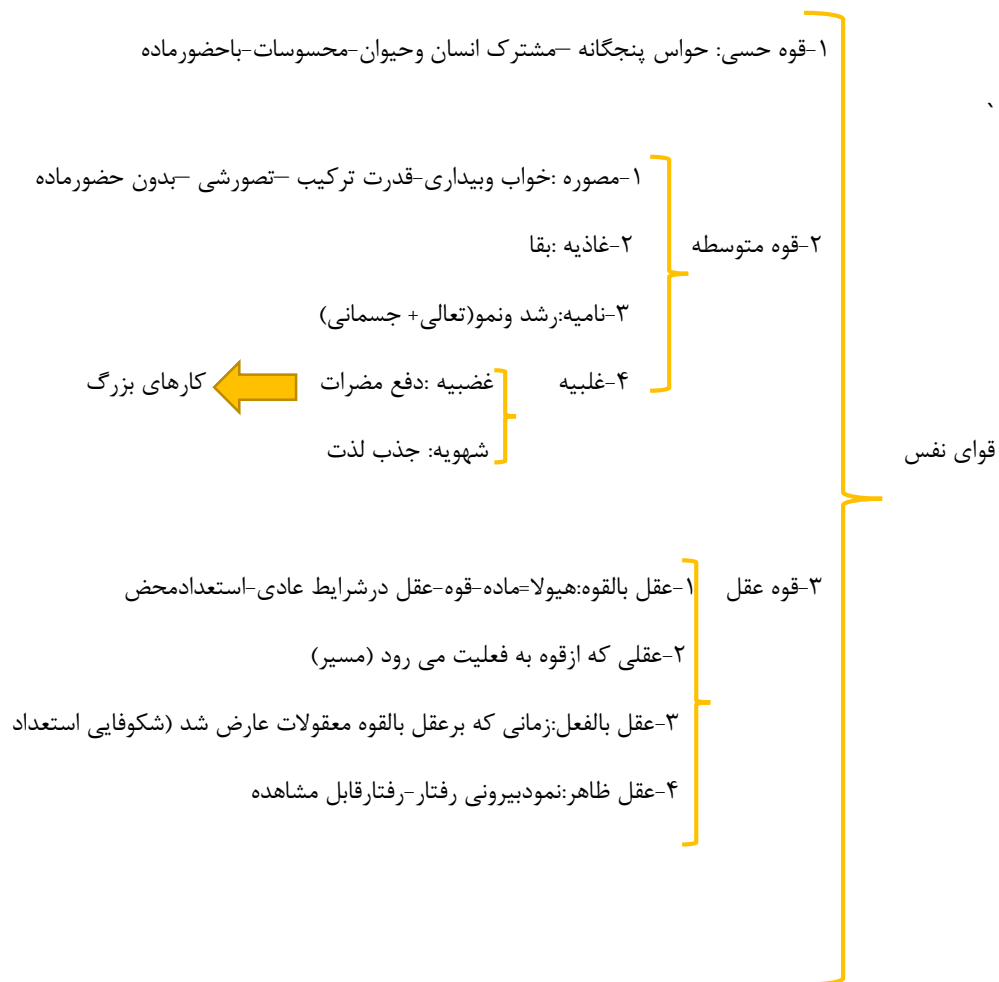 ۱-قوه حسی: حواس پنجگانه –مشترک انسان وحیوان-محسوسات-باحضورماده
`
۱-مصوره :خواب وبیداری-قدرت ترکیب –تصورشی –بدون حضورماده
۲-قوه متوسطه ۲-غاذیه :بقا
۳-نامیه:رشد ونمو(تعالی+ جسمانی)
۴-غلبیه غضبیه :دفع مضرات کارهای بزرگ
قوای نفس شهویه: جذب لذت
۳-قوه عقل ۱-عقل بالقوه:هیولا=ماده-قوه-عقل درشرایط عادی-استعدادمحض
۲-عقلی که ازقوه به فعلیت می رود (مسیر)
۳-عقل بالفعل:زمانی که برعقل بالقوه معقولات عارض شد (شکوفایی استعداد
۴-عقل ظاهر:نمودبیرونی رفتار-رفتارقابل مشاهده